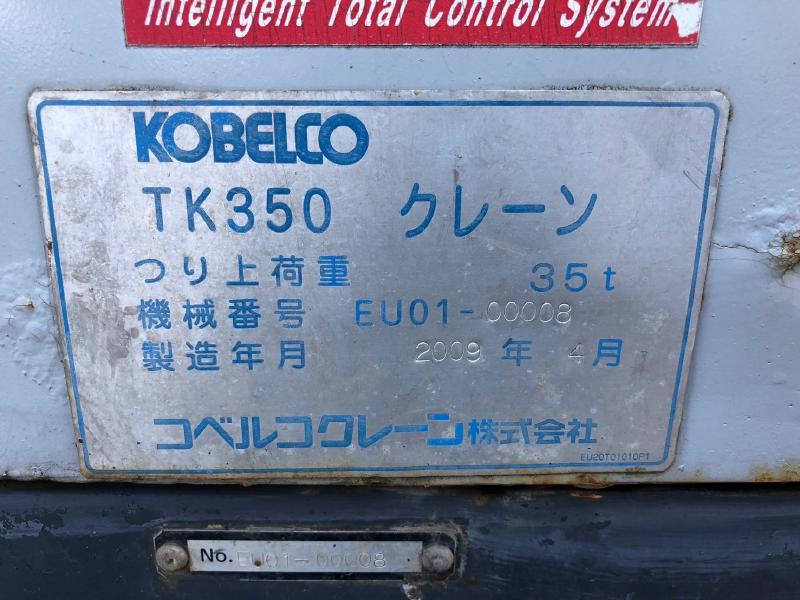 Intelligent Total Control System
KOBELCO
TK350 クレーン
つり上荷重 35t
機械番号 EU01-00008
製造年月 2009年 4月
コベルコクレーン株式会社
EU20T01010P1
No. EU01-00008